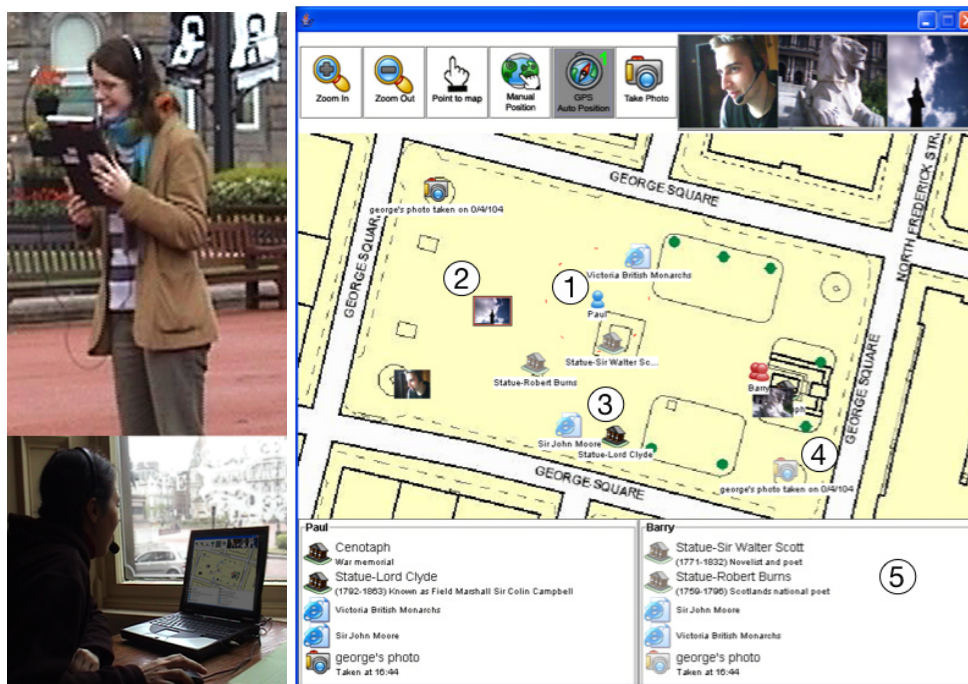 Zoom In
Zoom Out
Point to map
Manual
Position
GPS
Auto Position
Take Photo
GEORGE SQUARE
NORTH FREDERICK STR
george's photo taken on 0/4/104
GEORGE SQUAR
Victoria British Monarchs
2
1
Paul
Statue-Sir Walter Sc...
Statue-Robert Burns
Barry
GEORGE SQUARE
3
Sir John Moore
Statue-Lord Clyde
4
george's photo taken on 0/4/104
GEORGE SQUARE
Paul
Cenotaph
War memorial
Statue-Lord Clyde
(1792-1863) Known as Field Marshall Sir Colin Campbell
Victoria British Monarchs
Sir John Moore
george's photo
Taken at 16:44
Barry
Statue-Sir Walter Scott
(1771-1832) Novelist and poet
Statue-Robert Burns
(1759-1796) Scotlands national poet
5
Sir John Moore
Victoria British Monarchs
george's photo
Taken at 16:44